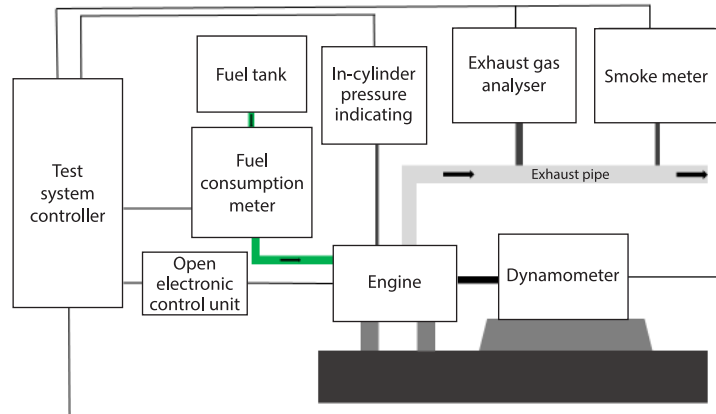 Fuel tank
In-cylinder
pressure
indicating
Exhaust gas
analyser
Smoke meter
Test
system
controller
Fuel
consumption
meter
Exhaust pipe
Open
electronic
control unit
Engine
Dynamometer